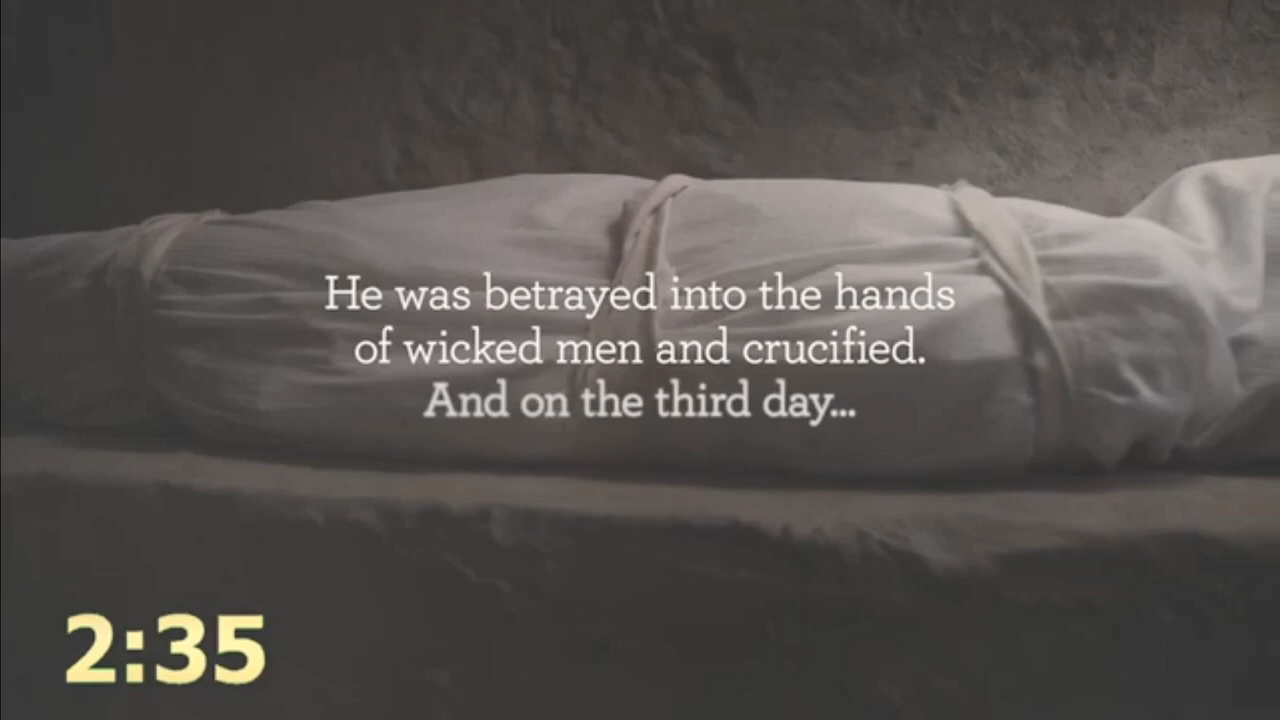 He was betrayed into the hands
of wicked men and crucified.
And on the third day...
2:35